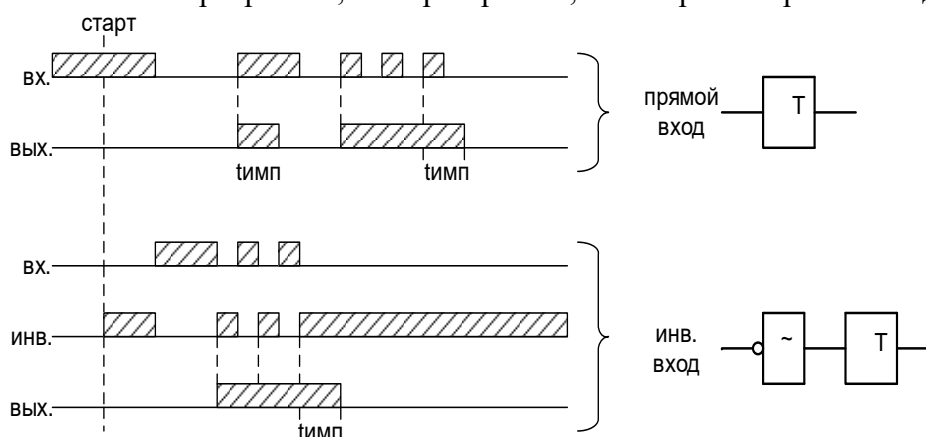 старт
вх.
вых.
tимп
tимп
прямой
вход
T
вх.
инв.
вых.
tимп
инв.
вход
~
T